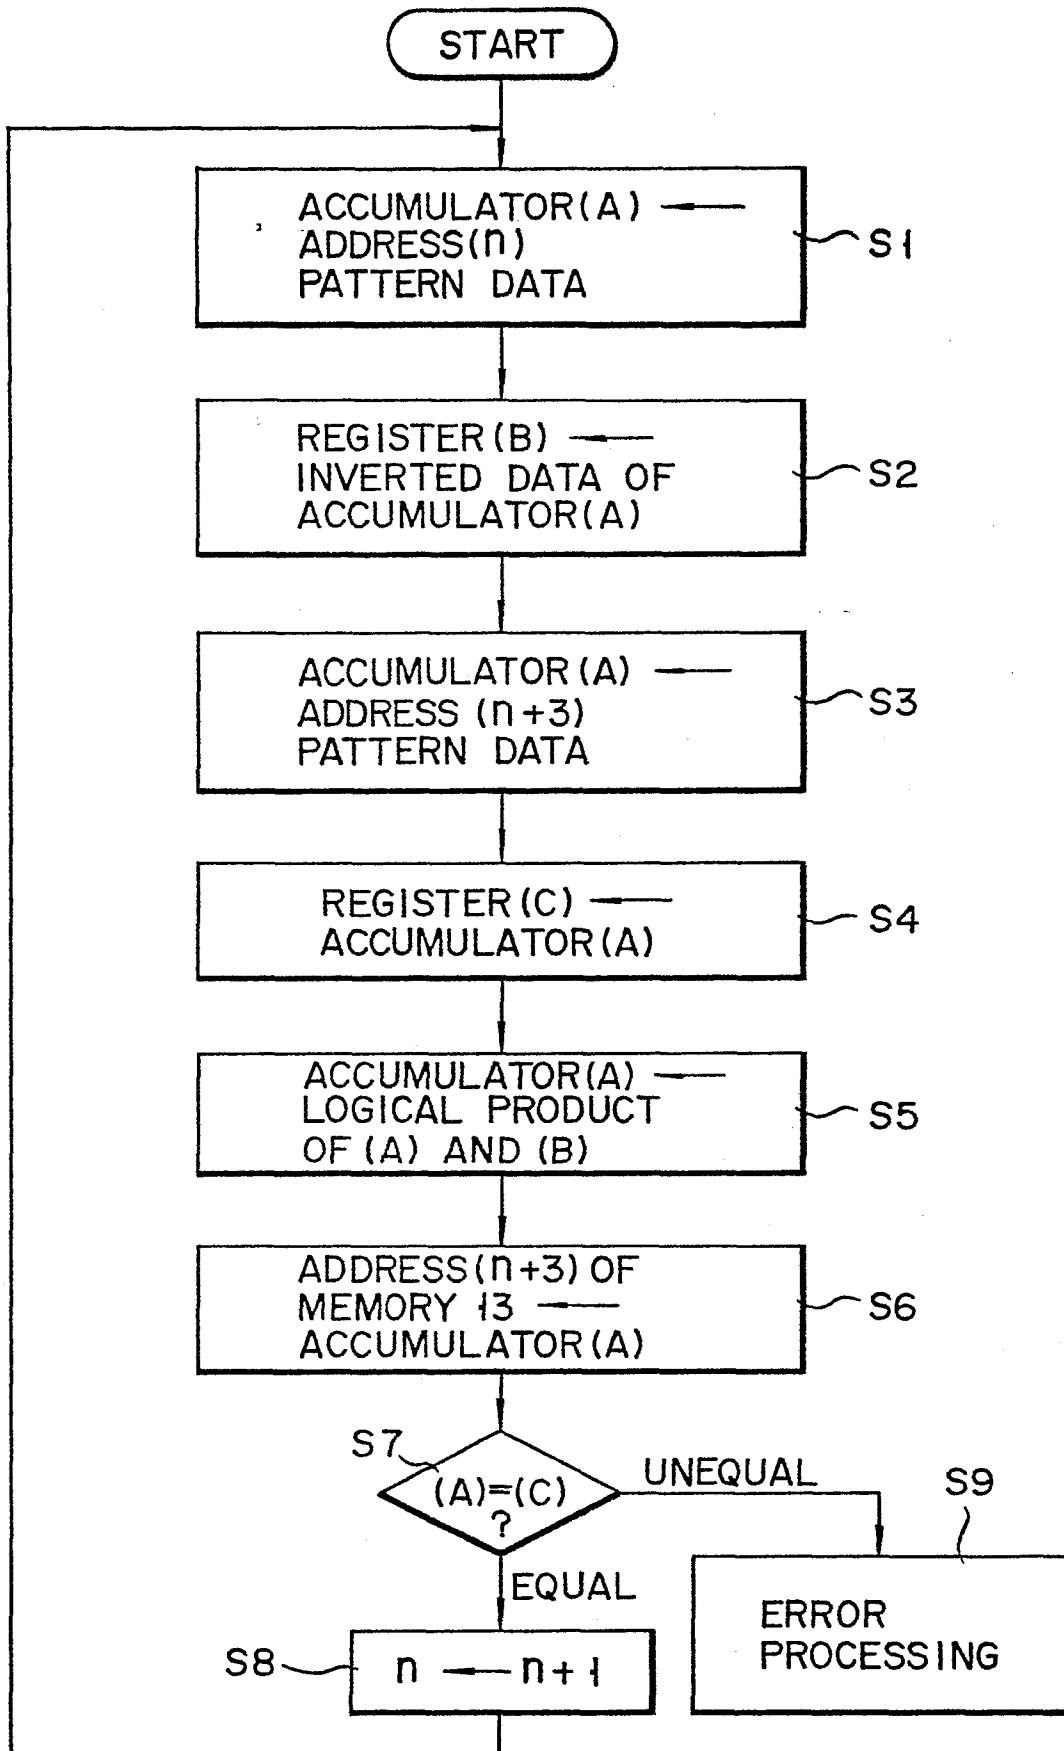 START
ACCUMULATOR(A) ←
ADDRESS(n)
PATTERN DATA
S1
REGISTER(B) ←
INVERTED DATA OF
ACCUMULATOR(A)
S2
ACCUMULATOR(A) ←
ADDRESS (n+3)
PATTERN DATA
S3
REGISTER(C) ←
ACCUMULATOR(A)
S4
ACCUMULATOR(A) ←
LOGICAL PRODUCT
OF (A) AND (B)
S5
ADDRESS(n+3) OF
MEMORY 13 ←
ACCUMULATOR(A)
S6
S7
(A)=(C)
?
UNEQUAL
S9
EQUAL
ERROR
PROCESSING
S8
n ← n+1